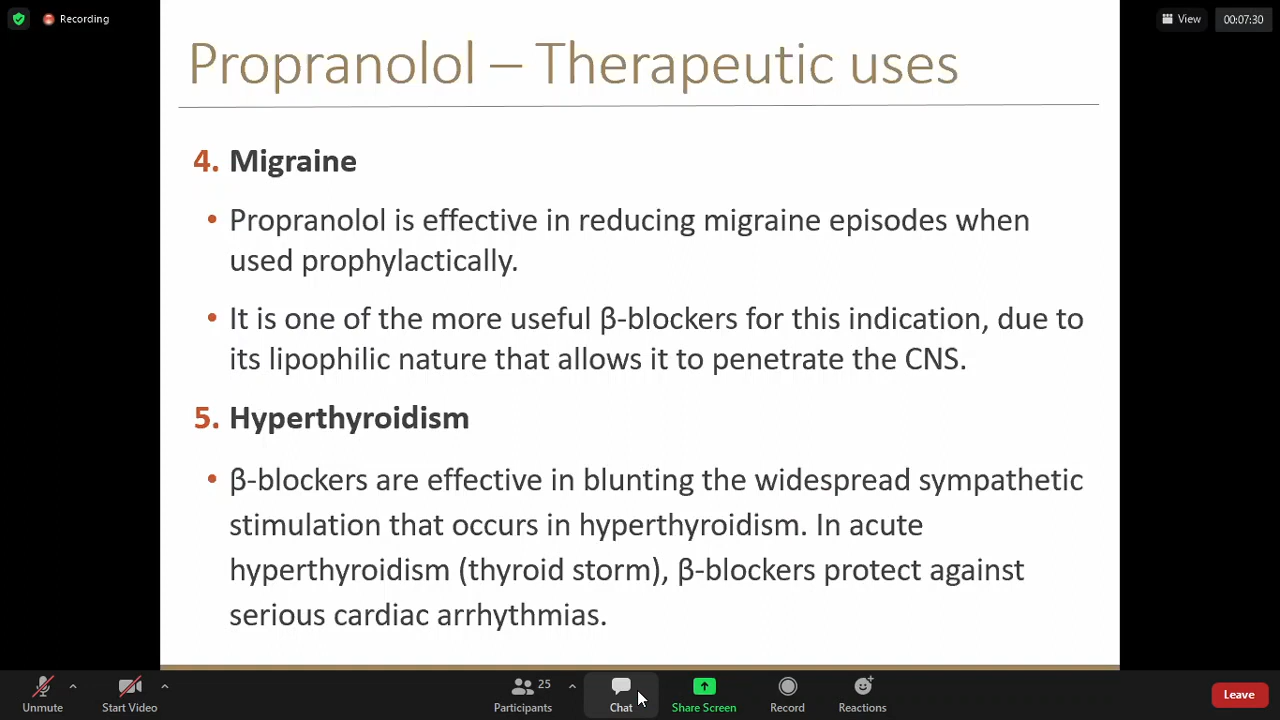 Recording
View
00:07:30
Propranolol – Therapeutic uses
4. Migraine
• Propranolol is effective in reducing migraine episodes when
used prophylactically.
• It is one of the more useful β-blockers for this indication, due to
its lipophilic nature that allows it to penetrate the CNS.
5. Hyperthyroidism
• β-blockers are effective in blunting the widespread sympathetic
stimulation that occurs in hyperthyroidism. In acute
hyperthyroidism (thyroid storm), β-blockers protect against
serious cardiac arrhythmias.
25
Unmute
Start Video
Participants
Chat
Share Screen
Record
Reactions
Leave